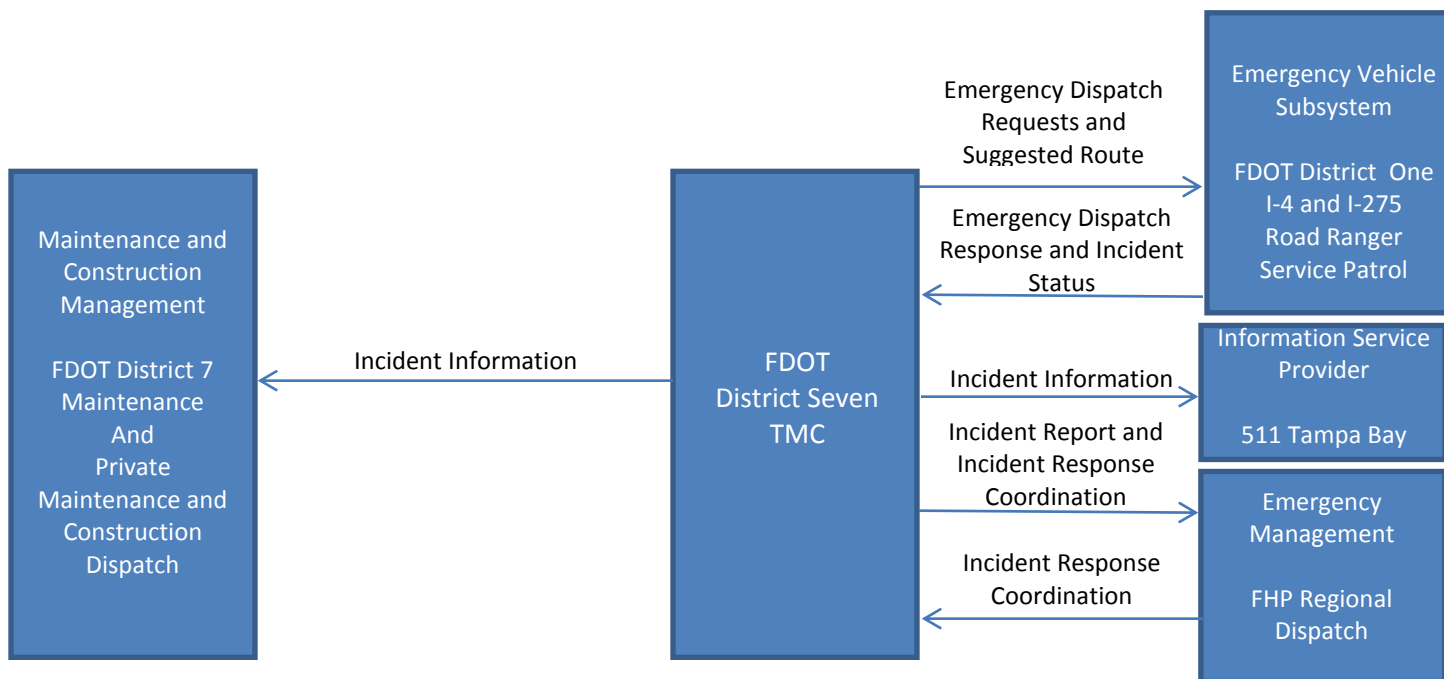 Maintenance and
Construction
Management
FDOT District 7
Maintenance
And
Private
Maintenance and
Construction
Dispatch
Incident Information
FDOT
District Seven
TMC
Emergency Dispatch
Requests and
Suggested Route
Emergency Dispatch
Response and Incident
Status
Incident Information
Incident Report and
Incident Response
Coordination
Incident Response
Coordination
Emergency Vehicle
Subsystem
FDOT District  One
I-4 and I-275
Road Ranger
Service Patrol
Information Service
Provider
511 Tampa Bay
Emergency
Management
FHP Regional
Dispatch